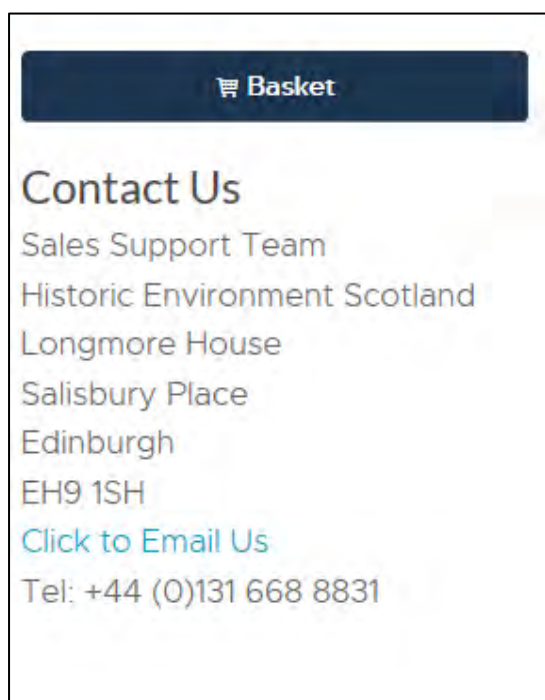 Basket
Contact Us
Sales Support Team
Historic Environment Scotland
Longmore House
Salisbury Place
Edinburgh
EH9 1SH
Click to Email Us
Tel: +44 (0)131 668 8831